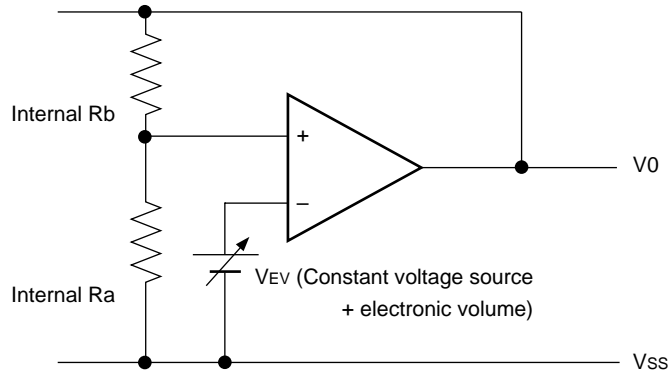 Internal Rb
+
V0
–
VEV (Constant voltage source
+ electronic volume)
Internal Ra
VSS